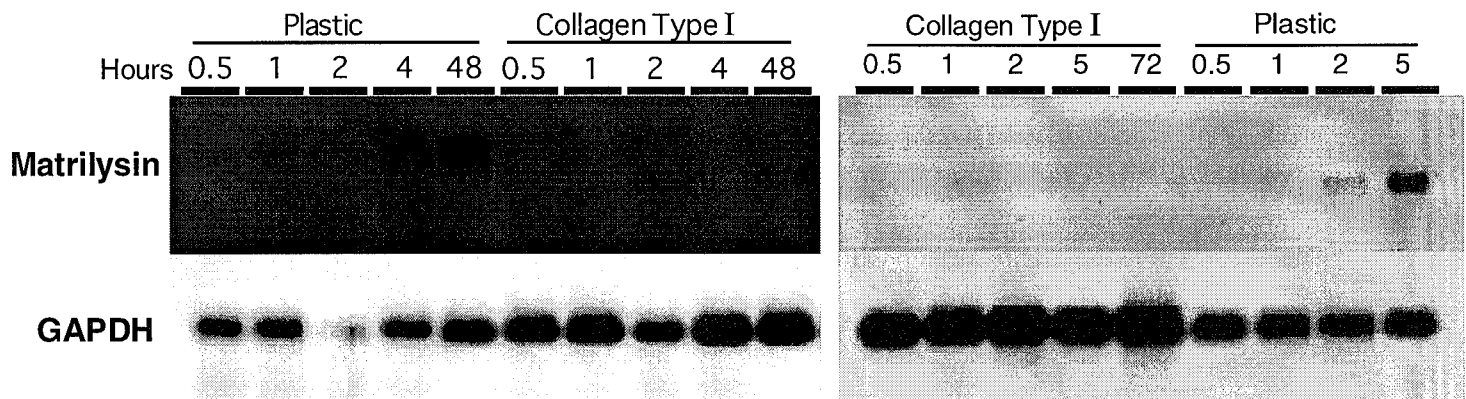 Plastic Collagen Type I Collagen Type I Plastic
Hours 0.5 1 2 4 48 0.5 1 2 4 48 0.5 1 2 5 72 0.5 1 2 5
Matrilysin
GAPDH